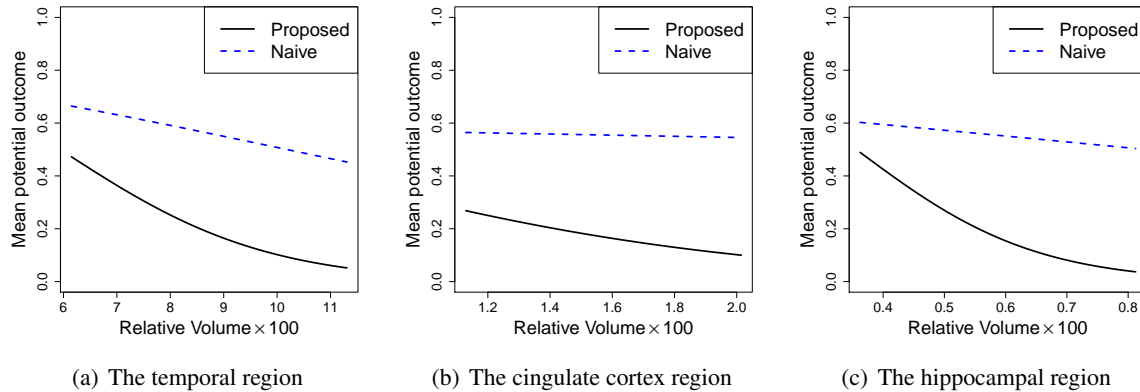 Proposed
Naive
Mean potential outcome
0.0 0.2 0.4 0.6 0.8 1.0
6 7 8 9 10 11
Relative Volume × 100
(a) The temporal region
Proposed
Naive
Mean potential outcome
0.0 0.2 0.4 0.6 0.8 1.0
1.2 1.4 1.6 1.8 2.0
Relative Volume × 100
(b) The cingulate cortex region
Proposed
Naive
Mean potential outcome
0.0 0.2 0.4 0.6 0.8 1.0
0.4 0.5 0.6 0.7 0.8
Relative Volume × 100
(c) The hippocampal region